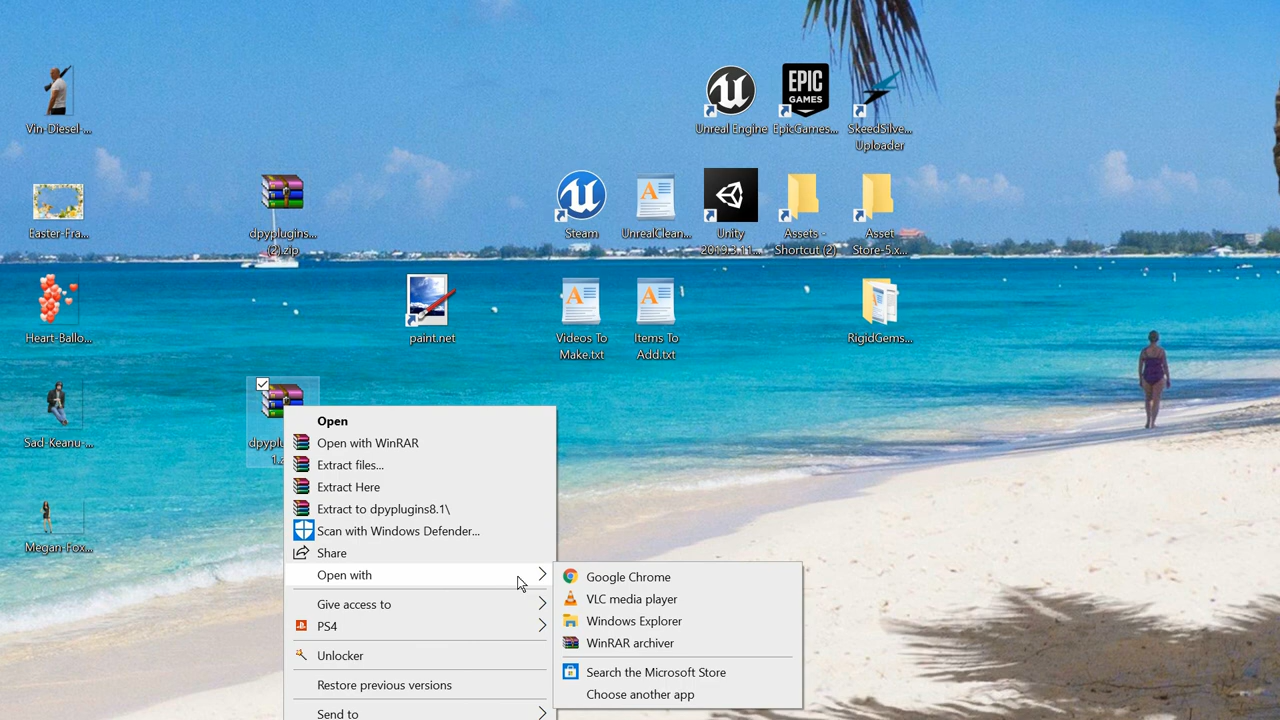 EPIC
GAMES
Vin-Diesel-...
Unreal Engine
EpicGames...
SkeedSilve...
Uploader
Easter-Fra...
dpyplugins...
(2).zip
Steam
UnrealClean...
Unity
2019.3.11...
Assets -
Shortcut (2)
Asset
Store-5.x...
Heart-Ballo...
paint.net
Videos To
Make.txt
Items To
Add.txt
RigidGems...
Sad-Keanu-...
dpyplu
1.z
Megan-Fox...
Open
Open with WinRAR
Extract files...
Extract Here
Extract to dpyplugins8.1\
Scan with Windows Defender...
Share
Open with
Give access to
PS4
Unlocker
Restore previous versions
Send to
Google Chrome
VLC media player
Windows Explorer
WinRAR archiver
Search the Microsoft Store
Choose another app